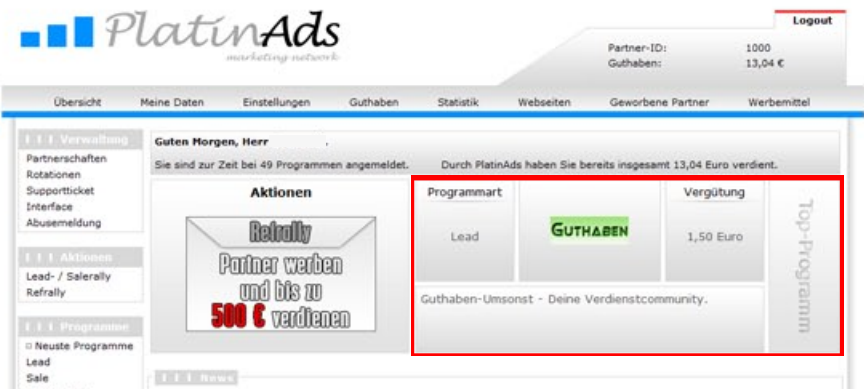 PlatinAds
marketing-network
Logout
Partner-ID: 1000
Guthaben: 13,04 €
Übersicht Meine Daten Einstellungen Guthaben Statistik Webseiten Geworbene Partner Werbemittel
Verwaltung
Partnerschaften
Rotationen
Supportticket
Interface
Abusemeldung
Aktionen
Lead- / Salerally
Refrally
Programme
Neuste Programme
Lead
Sale
Guten Morgen, Herr .
Sie sind zur Zeit bei 49 Programmen angemeldet. Durch PlatinAds haben Sie bereits insgesamt 13,04 Euro verdient.
Aktionen
Refrally
Partner werben
und bis zu
500 € verdienen
Programmart
Lead
GUTHABEN
Vergütung
1,50 Euro
Guthaben-Umsonst - Deine Verdienstcommunity.
Top-Programm
News